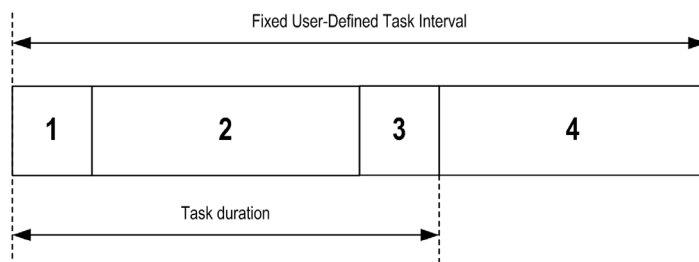 Fixed User-Defined Task Interval
1 2 3 4
Task duration